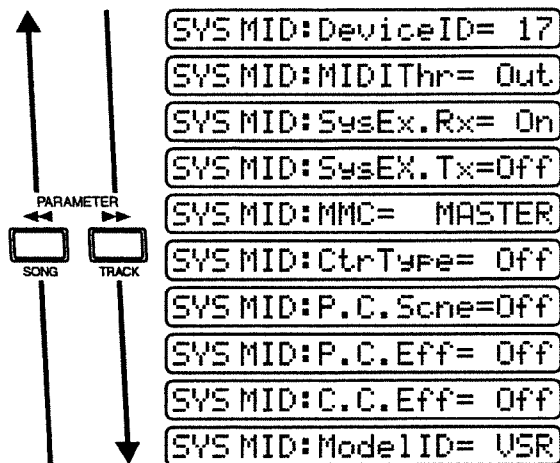 SYS MID:DeviceID= 17
SYS MID:MIDIThr= Out
SYS MID:SysEx.Rx= On
SYS MID:SysEX.Tx=Off
SYS MID:MMC= MASTER
SYS MID:CtrType= Off
SYS MID:P.C.Scne=Off
SYS MID:P.C.Eff= Off
SYS MID:C.C.Eff= Off
SYS MID:ModelID= VSR
PARAMETER
SONG TRACK